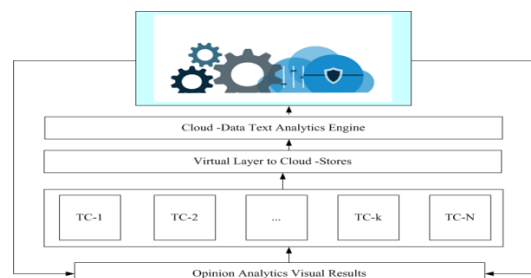 Cloud -Data Text Analytics Engine
Virtual Layer to Cloud -Stores
TC-1 TC-2 ... TC-k TC-N
Opinion Analytics Visual Results